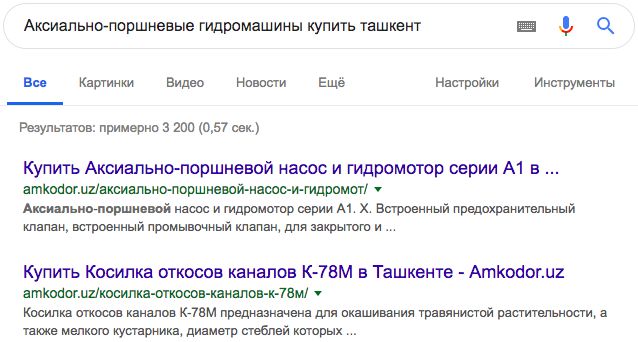 Аксиально-поршневые гидромашины купить ташкент
Все Картинки Видео Новости Ещё Настройки Инструменты
Результатов: примерно 3 200 (0,57 сек.)
Купить Аксиально-поршневой насос и гидромотор серии А1 в ...
amkodor.uz/аксиально-поршневой-насос-и-гидромот/
Аксиально-поршневой насос и гидромотор серии А1. Х. Встроенный предохранительный
клапан, встроенный промывочный клапан, для закрытого и ...
Купить Косилка откосов каналов К-78М в Ташкенте - Amkodor.uz
amkodor.uz/косилка-откосов-каналов-к-78м/
Косилка откосов каналов К-78М предназначена для окашивания травянистой растительности, а
также мелкого кустарника, диаметр стеблей которых ...